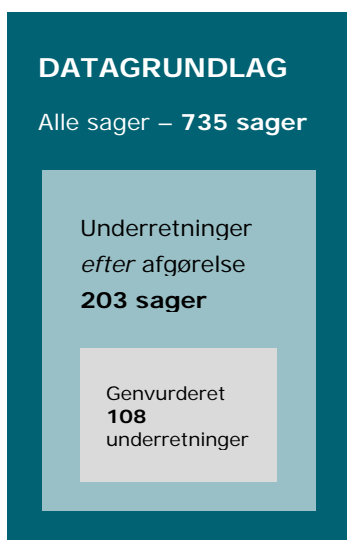 DATAGRUNDLAG
Alle sager – 735 sager
Underretninger
efter afgørelse
203 sager
Genvurderet
108
underretninger